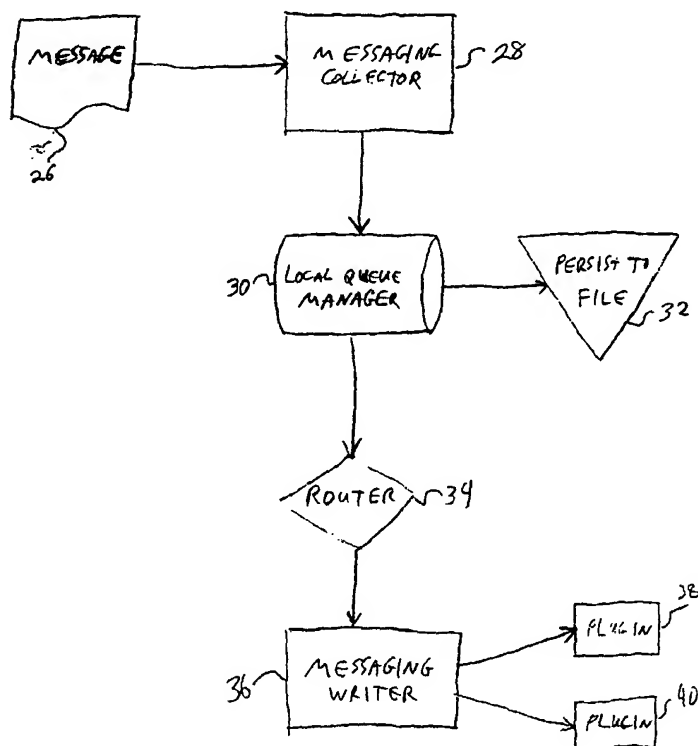 MESSAGE
26
MESSAGING
COLLECTOR
28
30
LOCAL QUEUE
MANAGER
PERSIST TO
FILE
32
ROUTER
34
36
MESSAGING
WRITER
PLUGIN
38
PLUGIN
40